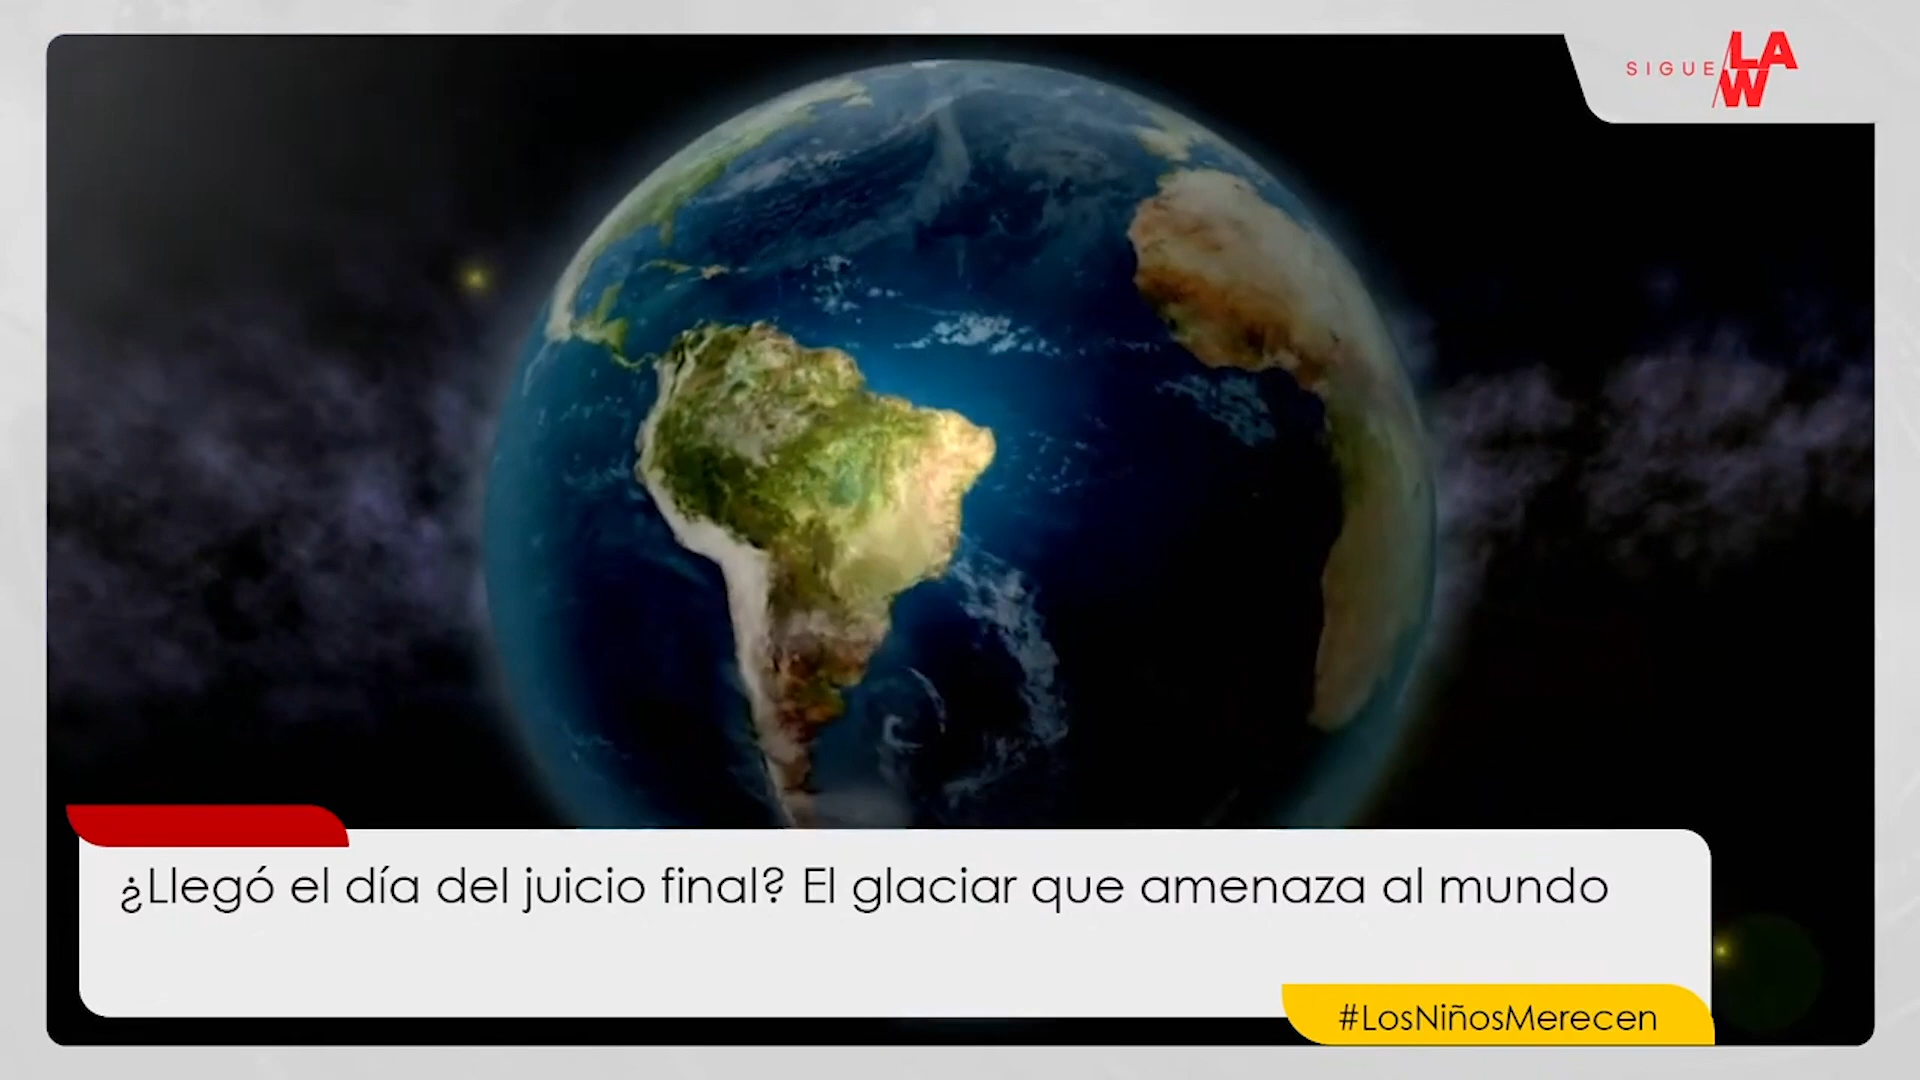 SIGUE LA W
¿Llegó el día del juicio final? El glaciar que amenaza al mundo
#LosNiñosMerecen